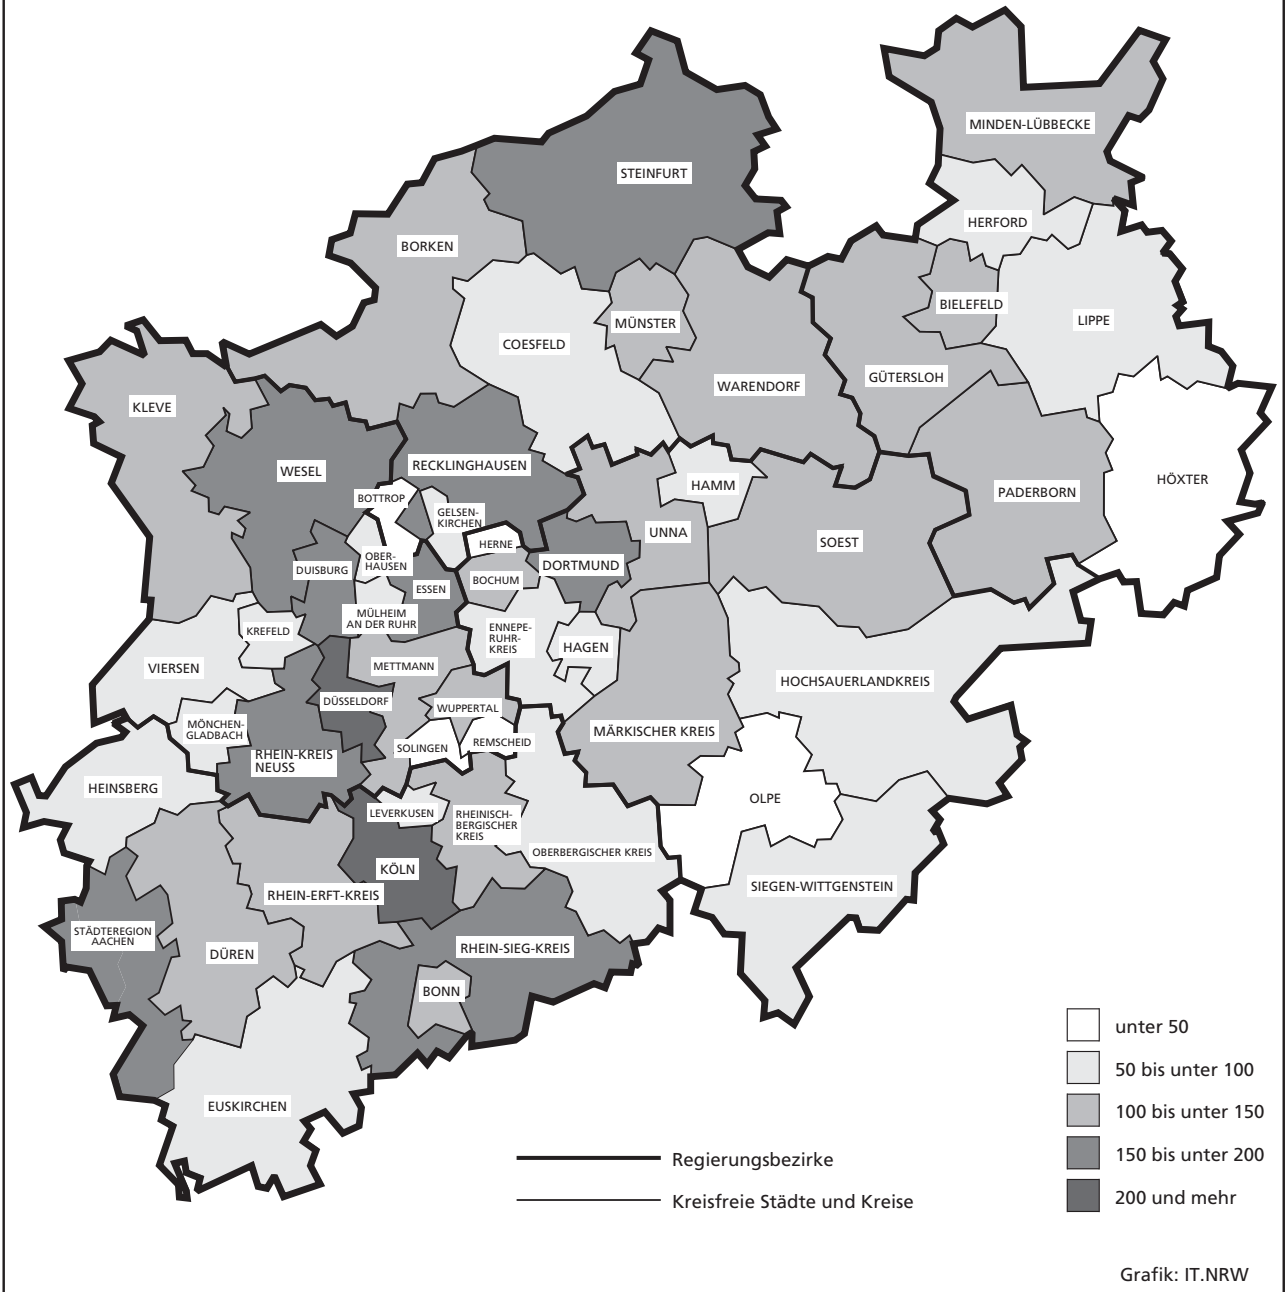 MINDEN-LÜBBECKE
STEINFURT
HERFORD
BORKEN
BIELEFELD
MÜNSTER
LIPPE
COESFELD
GÜTERSLOH
WARENDORF
KLEVE
RECKLINGHAUSEN
WESEL
HÖXTER
HAMM
PADERBORN
BOTTROP
GELSEN-
KIRCHEN
UNNA
SOEST
HERNE
OBER-
HAUSEN
DORTMUND
DUISBURG
BOCHUM
ESSEN
MÜLHEIM
AN DER RUHR
KREFELD
ENNEPE-
RUHR-
KREIS
HAGEN
VIERSEN
METTMANN
HOCHSAUERLANDKREIS
DÜSSELDORF
WUPPERTAL
MÖNCHEN-
GLADBACH
MÄRKISCHER KREIS
REMSCHEID
SOLINGEN
RHEIN-KREIS
NEUSS
HEINSBERG
OLPE
LEVERKUSEN
RHEINISCH-
BERGISCHER
KREIS
OBERBERGISCHER KREIS
KÖLN
SIEGEN-WITTGENSTEIN
RHEIN-ERFT-KREIS
STÄDTEREGION
AACHEN
RHEIN-SIEG-KREIS
DÜREN
BONN
EUSKIRCHEN
unter 50
50 bis unter 100
100 bis unter 150
150 bis unter 200
200 und mehr
Regierungsbezirke
Kreisfreie Städte und Kreise
Grafik: IT.NRW